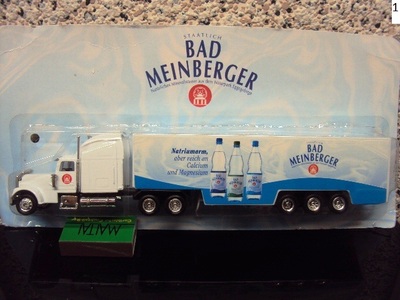 1
STAATLICH
BAD
MEINBERGER
Natriumarm,
aber reich an
Calcium
und Magnesium
BAD
MEINBERGER